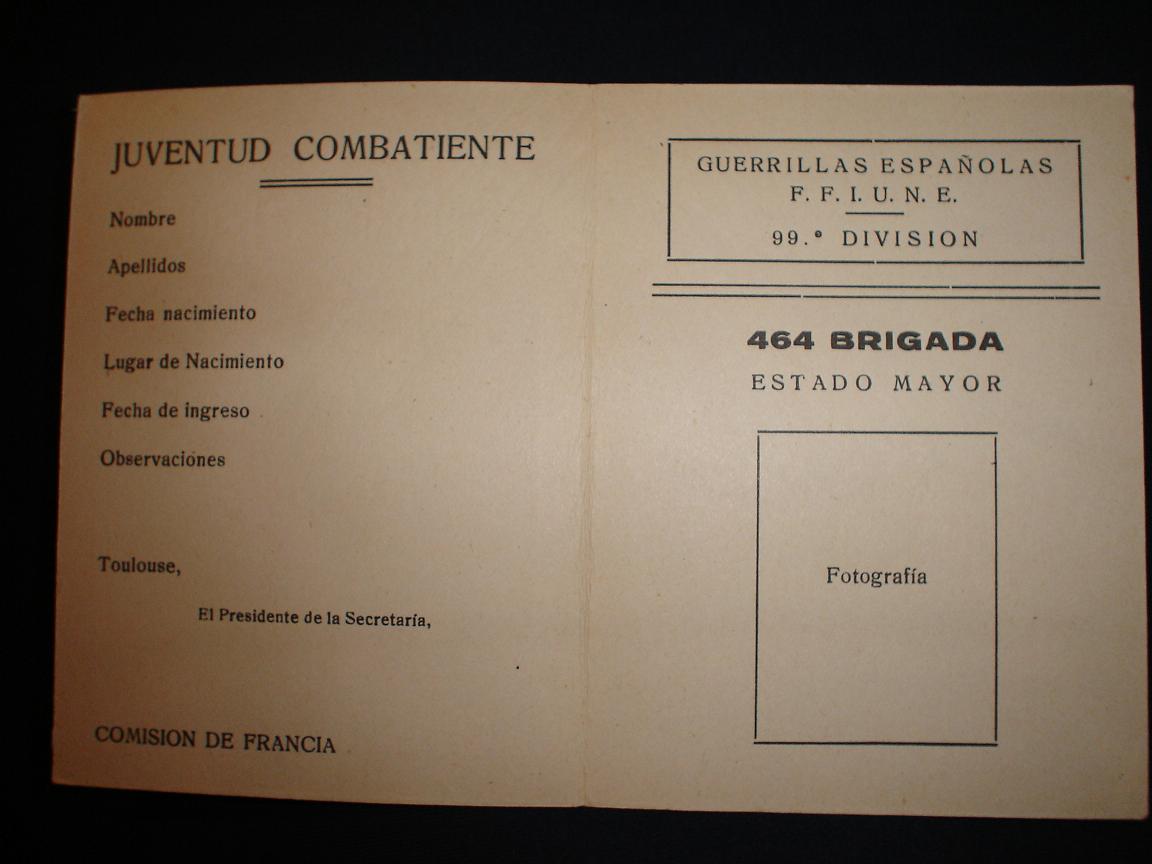 JUVENTUD COMBATIENTE
Nombre
Apellidos
Fecha nacimiento
Lugar de Nacimiento
Fecha de ingreso
Observaciones
Toulouse,
El Presidente de la Secretaría,
COMISION DE FRANCIA
GUERRILLAS ESPAÑOLAS
F. F. I. U. N. E.
99.ª DIVISION
464 BRIGADA
ESTADO MAYOR
Fotografía